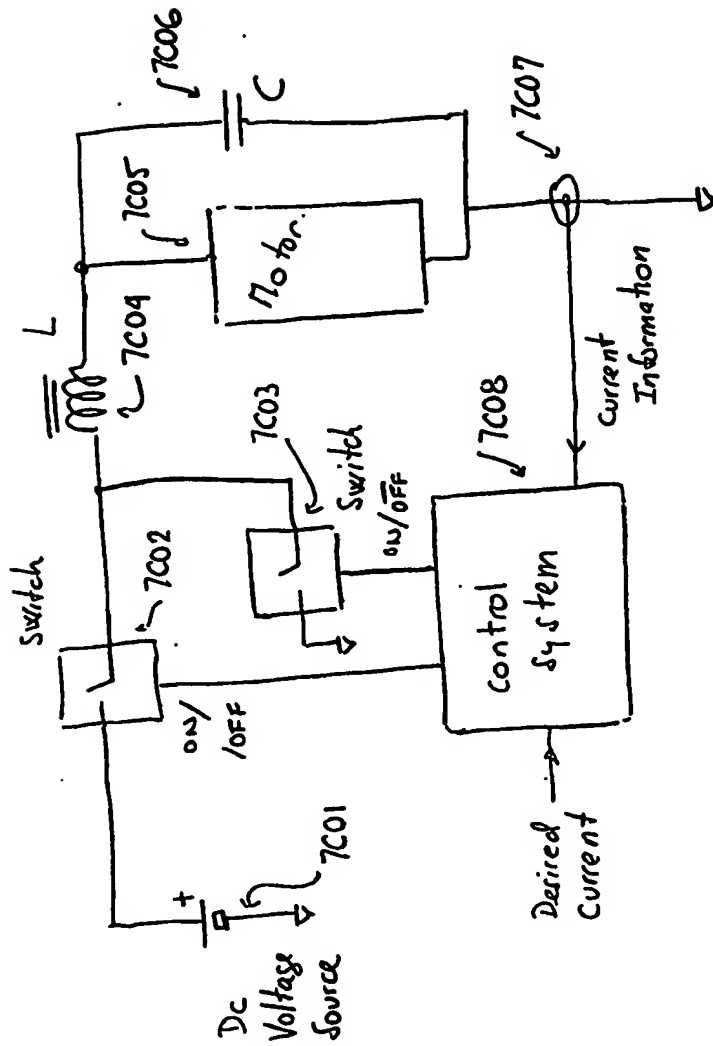 Switch
7C02
ON/
/OFF
L
7C04
7C05
7C06
C
Motor.
7C03
Switch
ON/OFF
DC
Voltage
Source
+
7C01
7C08
Control
System
Desired
Current
Current
Information
7C07